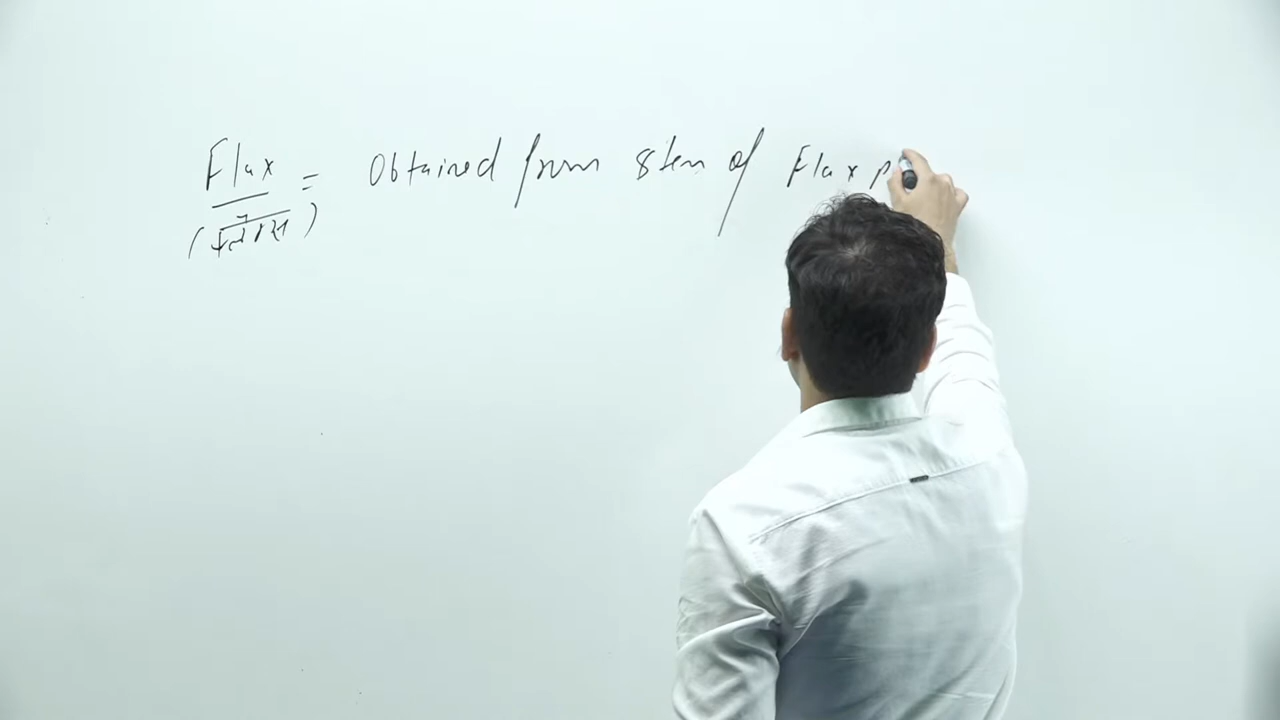 Flax = Obtained from stem of Flax p